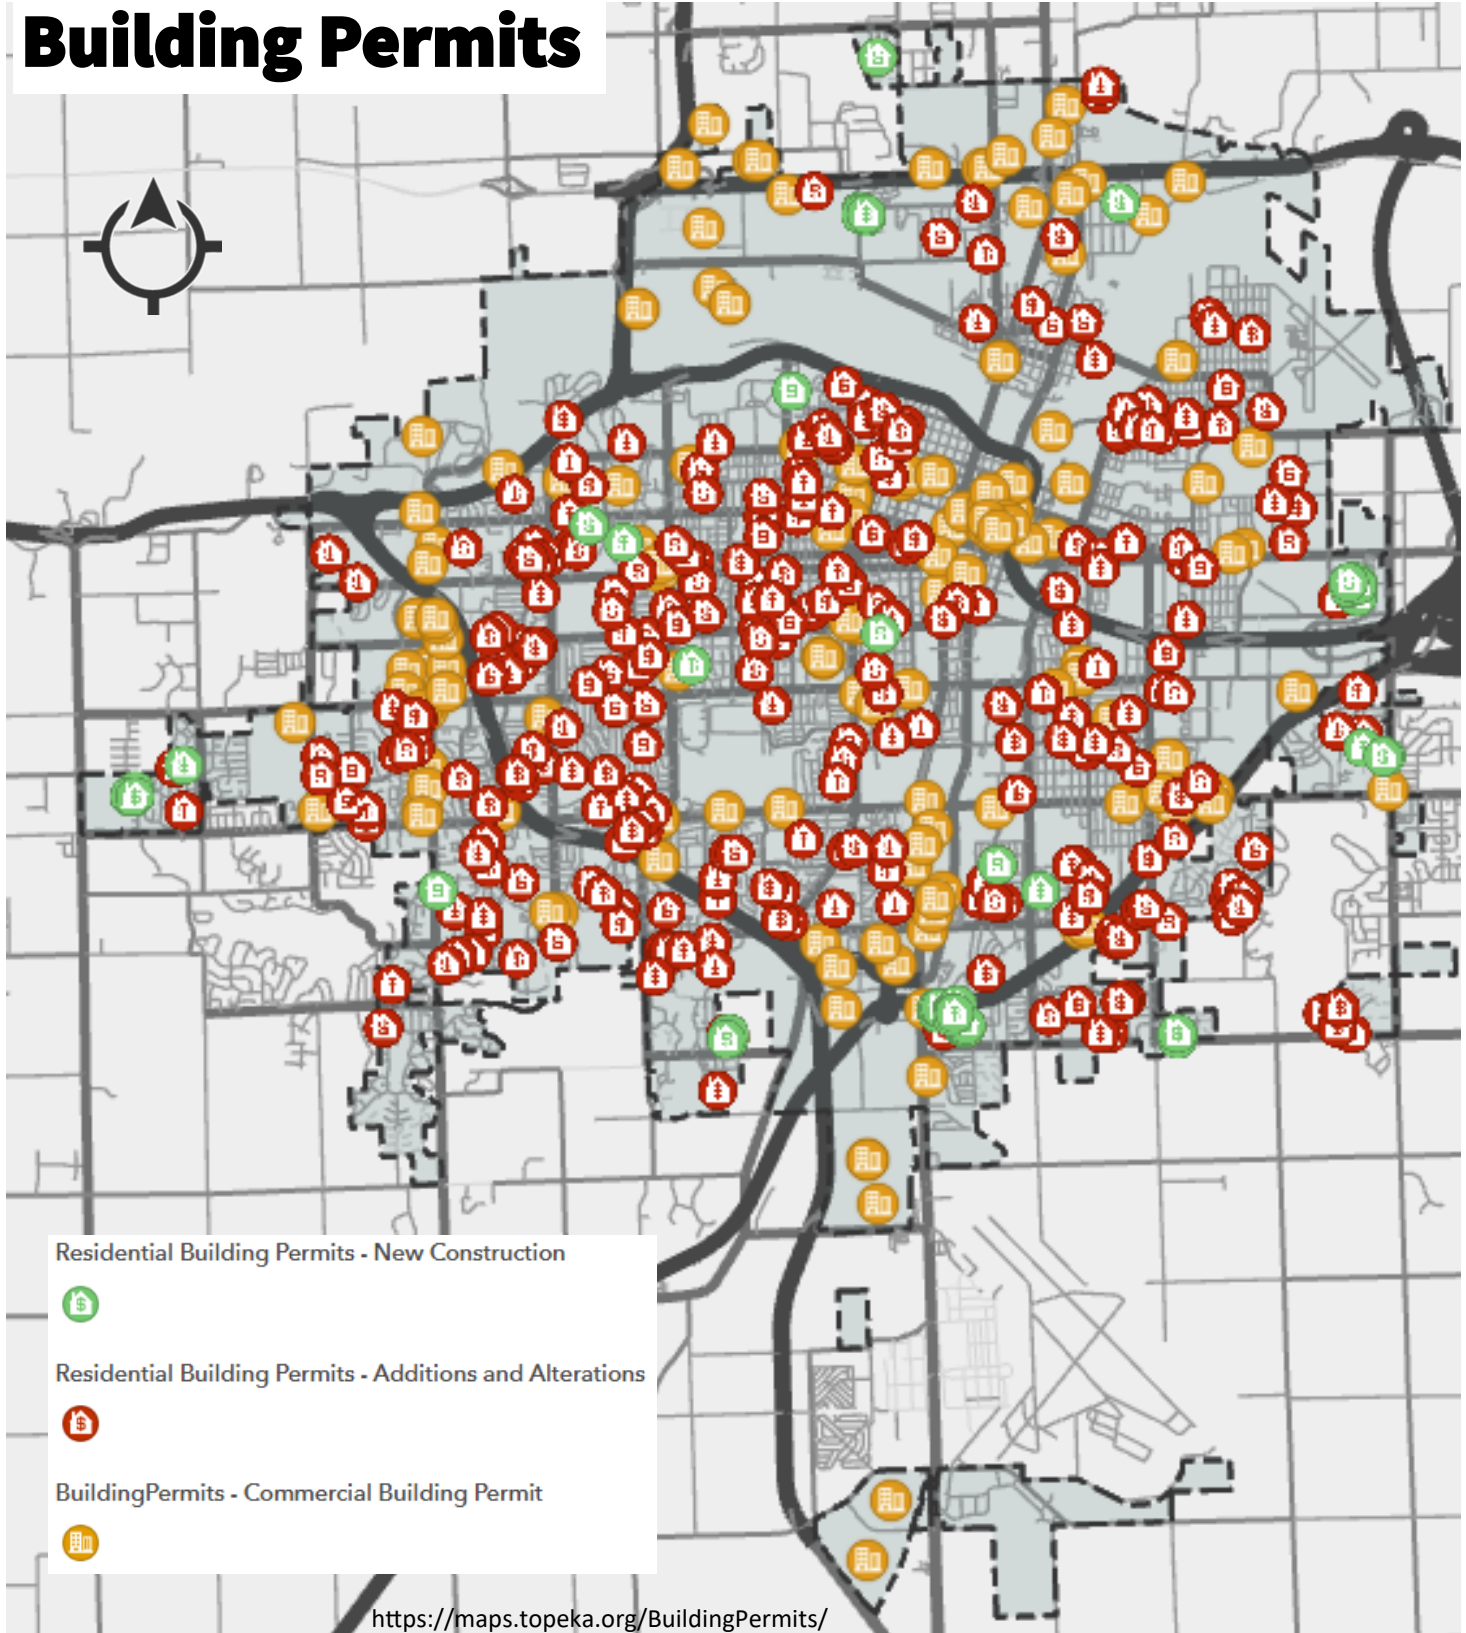 Building Permits
Residential Building Permits - New Construction
$
Residential Building Permits - Additions and Alterations
$
BuildingPermits - Commercial Building Permit
https://maps.topeka.org/BuildingPermits/